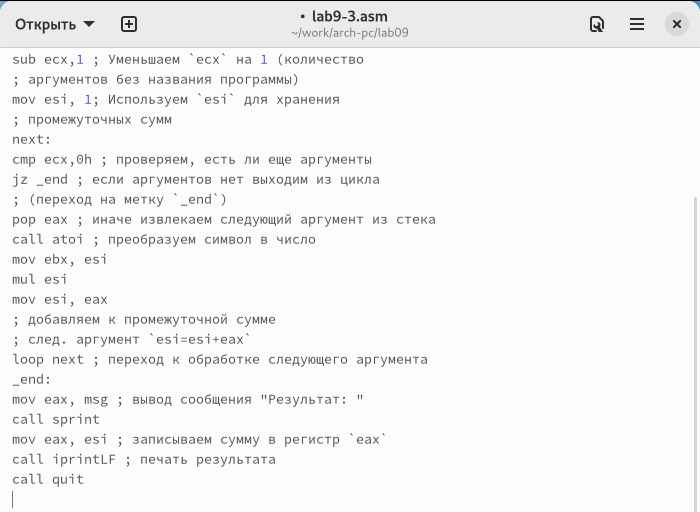 Открыть
• lab9-3.asm
~/work/arch-pc/lab09
sub ecx,1 ; Уменьшаем `ecx` на 1 (количество
; аргументов без названия программы)
mov esi, 1; Используем `esi` для хранения
; промежуточных сумм
next:
cmp ecx,0h ; проверяем, есть ли еще аргументы
jz _end ; если аргументов нет выходим из цикла
; (переход на метку `_end`)
pop eax ; иначе извлекаем следующий аргумент из стека
call atoi ; преобразуем символ в число
mov ebx, esi
mul esi
mov esi, eax
; добавляем к промежуточной сумме
; след. аргумент `esi=esi+eax`
loop next ; переход к обработке следующего аргумента
_end:
mov eax, msg ; вывод сообщения "Результат: "
call sprint
mov eax, esi ; записываем сумму в регистр `eax`
call iprintLF ; печать результата
call quit